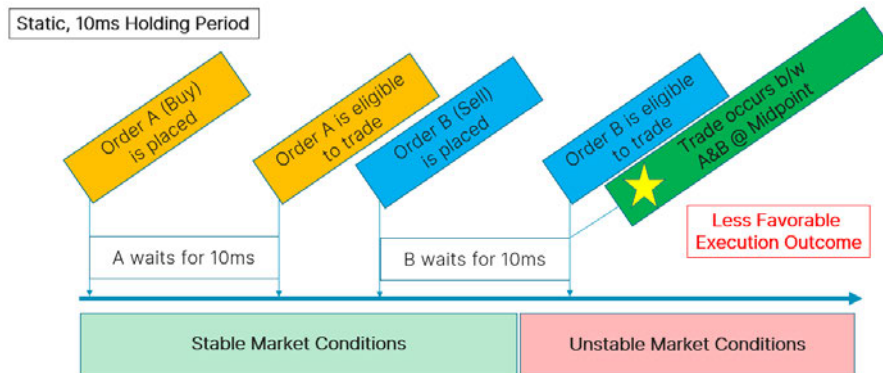 Static, 10ms Holding Period
Order A (Buy)
is placed
Order A is eligible
to trade
Order B (Sell)
is placed
Order B is eligible
to trade
Trade occurs b/w
A&B @ Midpoint
Less Favorable
Execution Outcome
A waits for 10ms
B waits for 10ms
Stable Market Conditions
Unstable Market Conditions